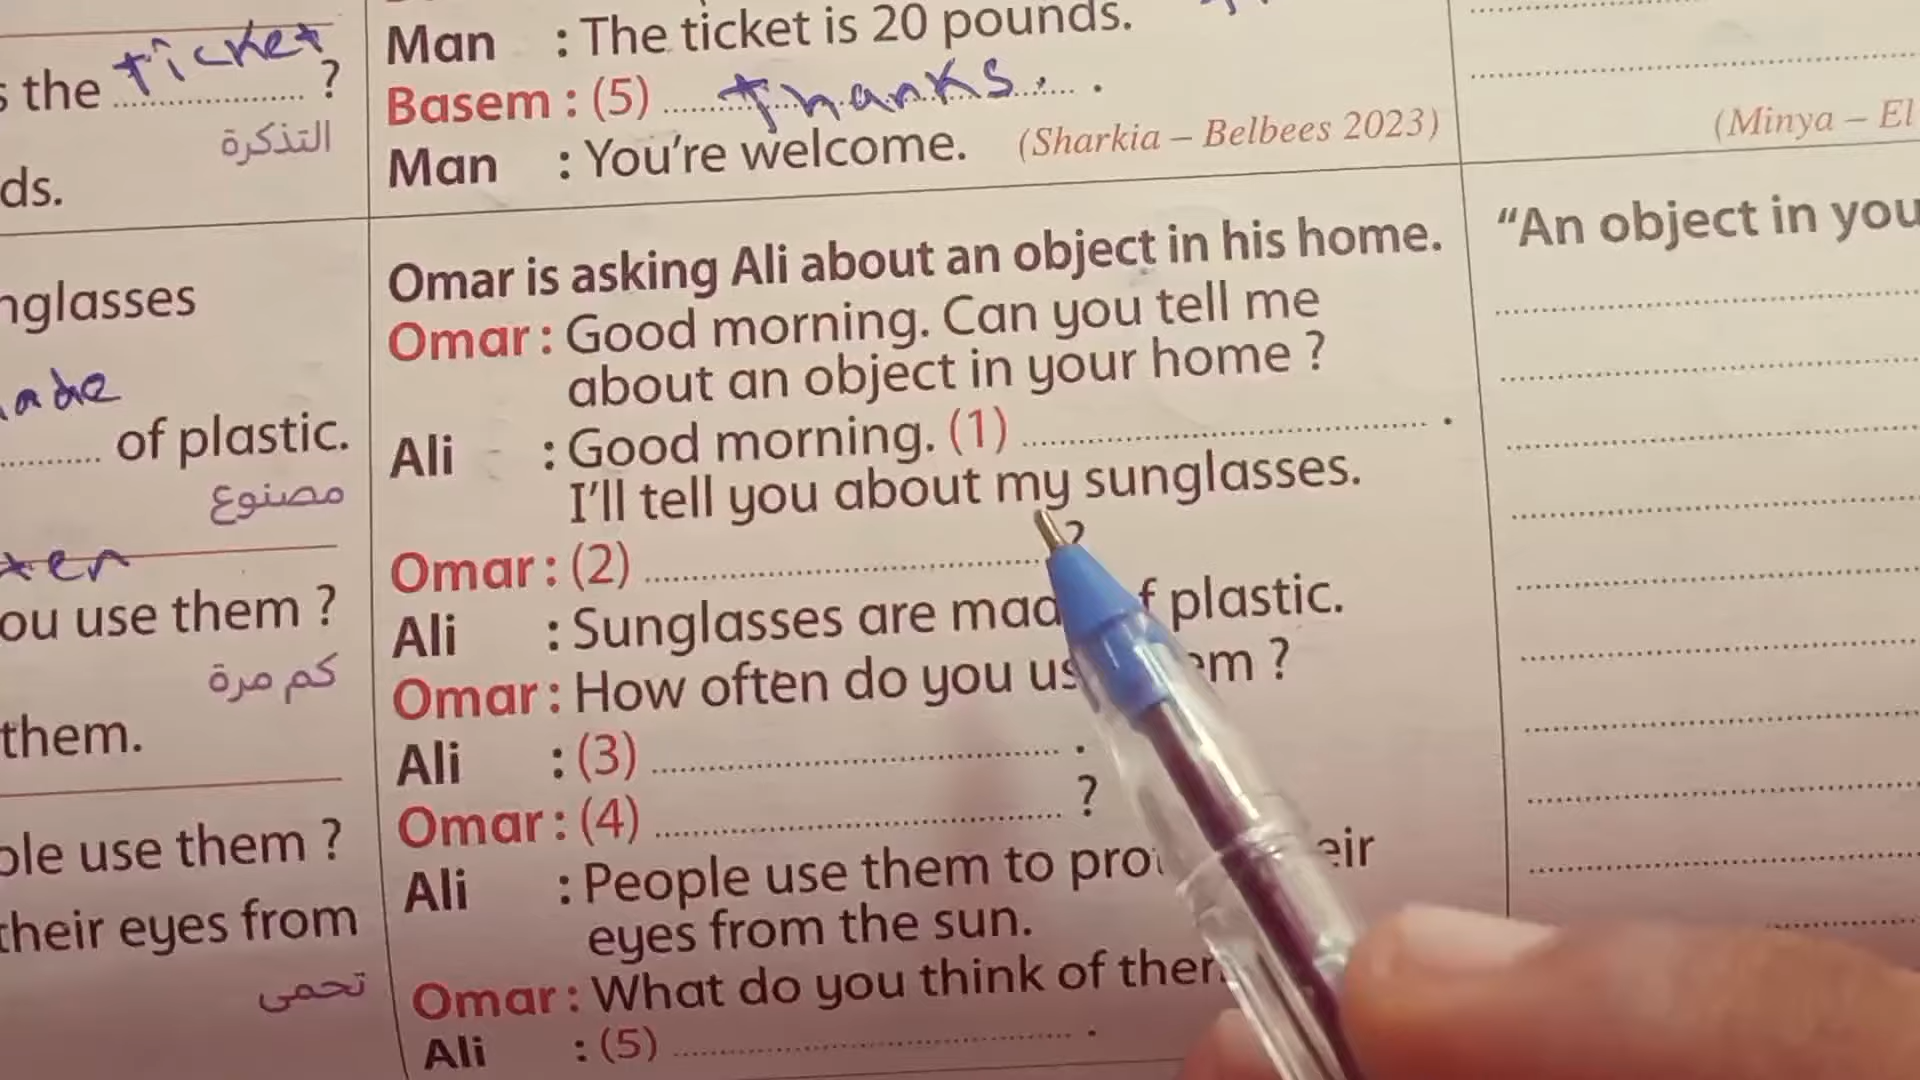 the ticket ?
التذكرة
ds.
nglasses
of plastic.
مصنوع
ou use them ?
كم مرة
them.
ple use them ?
their eyes from
تحمى
Man : The ticket is 20 pounds.
Basem : (5) Thanks .
Man : You're welcome. (Sharkia – Belbees 2023)
Omar is asking Ali about an object in his home.
Omar : Good morning. Can you tell me
about an object in your home ?
Ali : Good morning. (1) .
I'll tell you about my sunglasses.
Omar : (2) ?
Ali : Sunglasses are mad f plastic.
Omar : How often do you us em ?
Ali : (3) .
Omar : (4) ?
Ali : People use them to pro eir
eyes from the sun.
Omar : What do you think of the
Ali : (5) .
(Minya – El
"An object in you